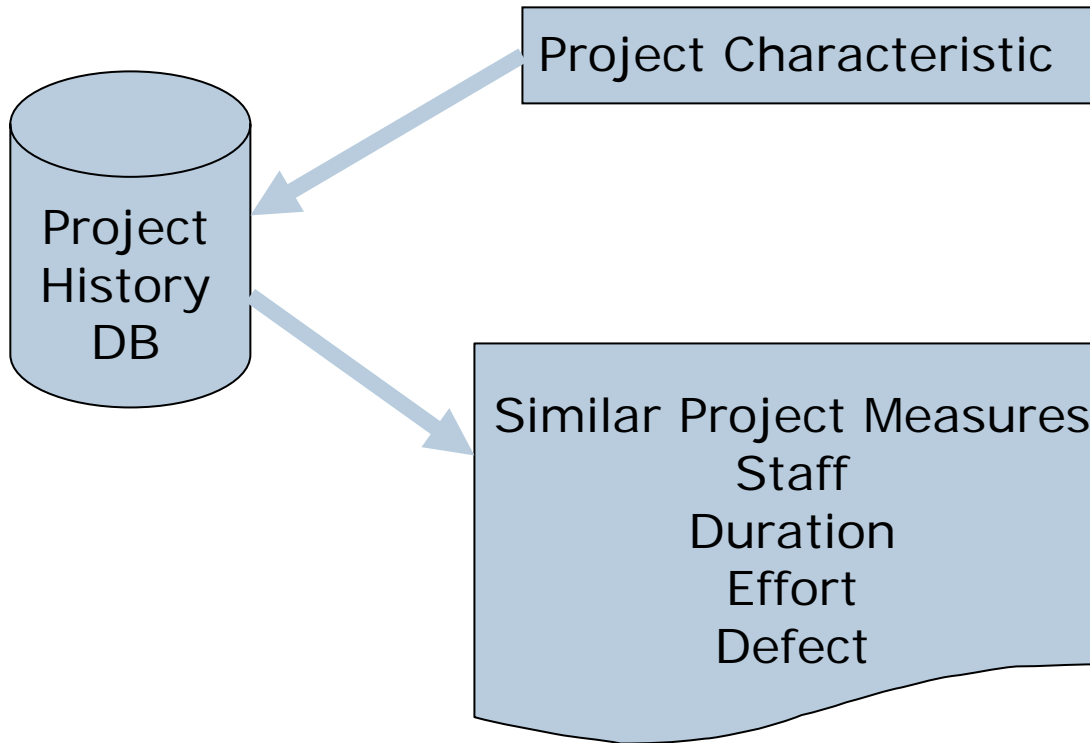 Project Characteristic
Project
History
DB
Similar Project Measures
Staff
Duration
Effort
Defect